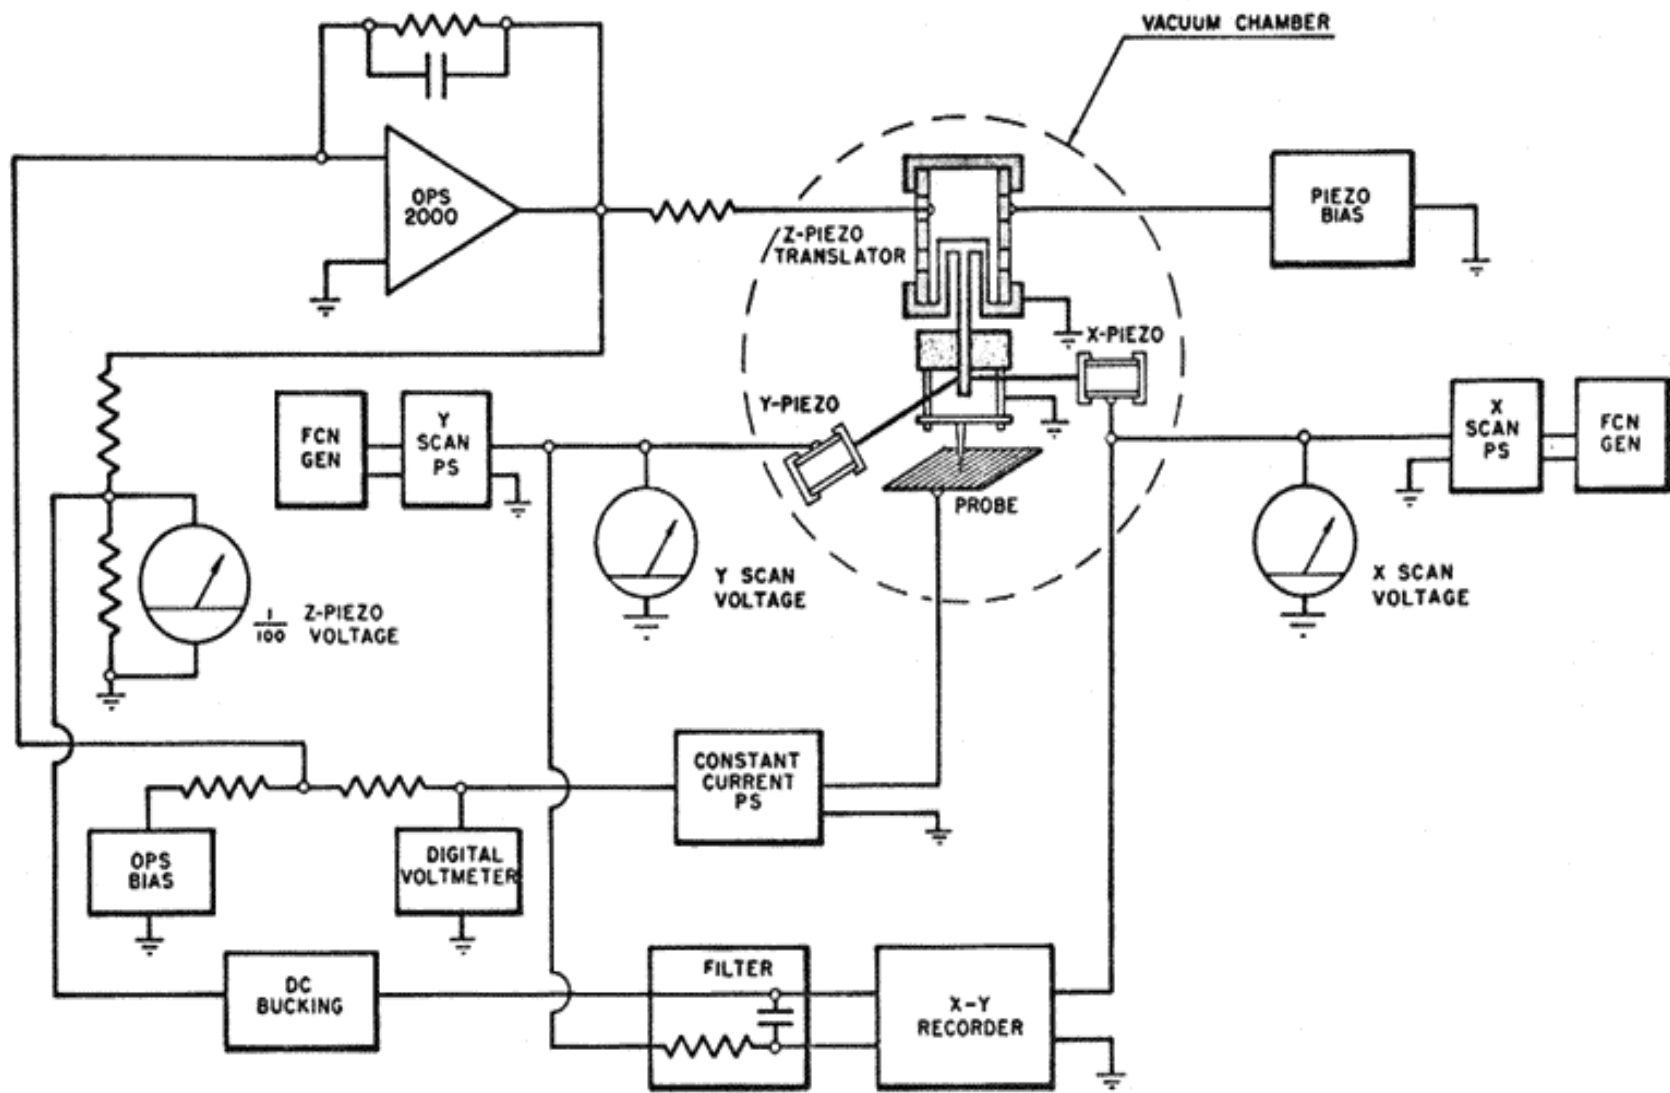 VACUUM CHAMBER
OPS
2000
PIEZO
BIAS
Z-PIEZO
TRANSLATOR
X-PIEZO
Y-PIEZO
FCN
GEN
Y
SCAN
PS
X
SCAN
PS
FCN
GEN
PROBE
1
100
Z-PIEZO
VOLTAGE
Y SCAN
VOLTAGE
X SCAN
VOLTAGE
CONSTANT
CURRENT
PS
OPS
BIAS
DIGITAL
VOLTMETER
DC
BUCKING
FILTER
X-Y
RECORDER